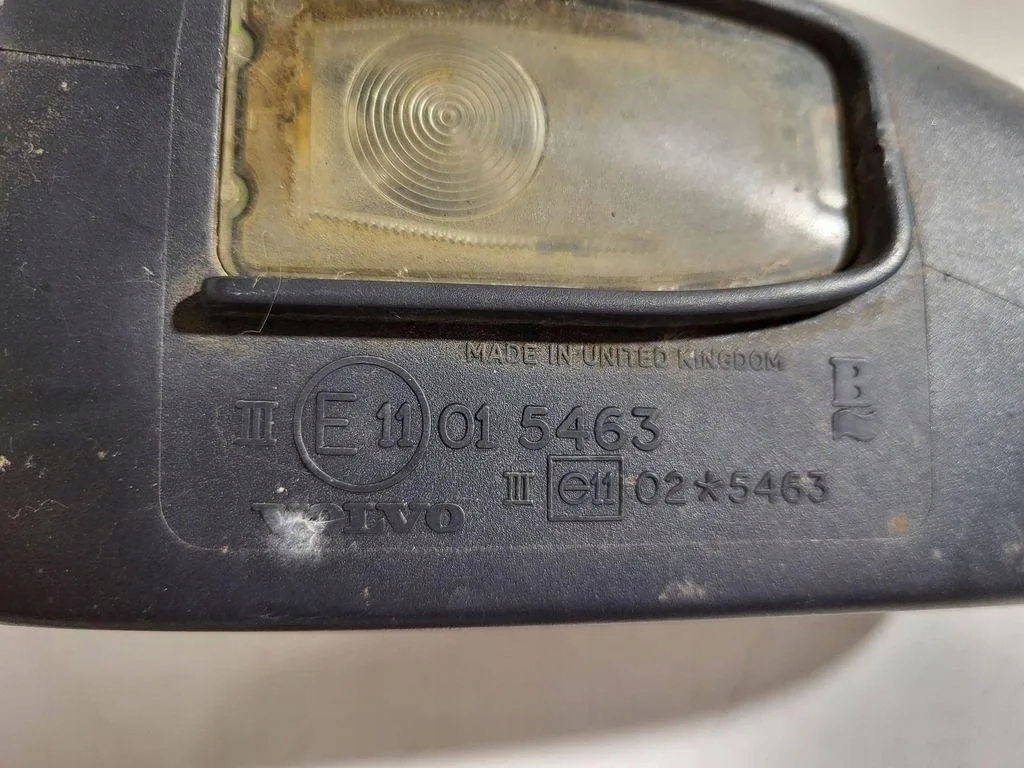 MADE IN UNITED KINGDOM
B
III E 11 01 5463
III e11 02*5463
VOLVO